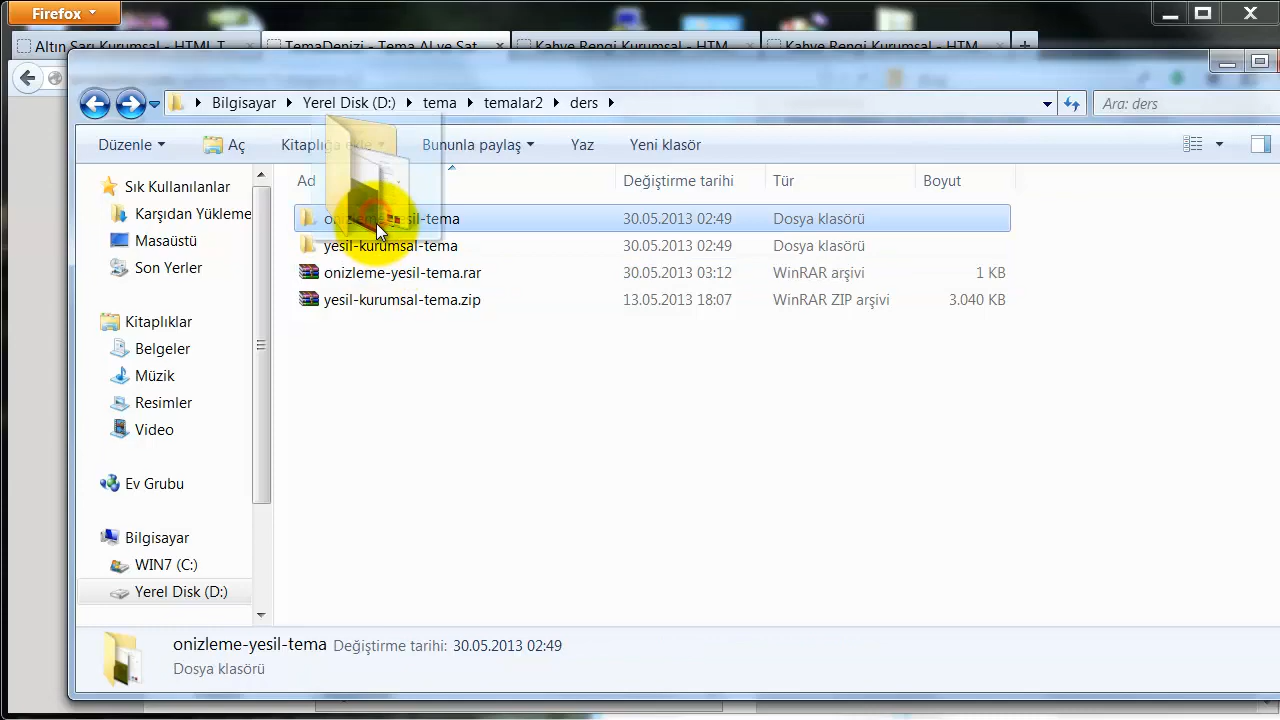 Firefox
Altın Sarı Kurumsal - HTML T
TemaDenizi - Tema Al ve Sat
Kahve Rengi Kurumsal - HTM
Kahve Rengi Kurumsal - HTM
Bilgisayar
Yerel Disk (D:)
tema
temalar2
ders
Ara: ders
Düzenle
Aç
Kitaplığa ekle
Bununla paylaş
Yaz
Yeni klasör
Ad
Değiştirme tarihi
Tür
Boyut
onizleme-yesil-tema 30.05.2013 02:49 Dosya klasörü
yesil-kurumsal-tema 30.05.2013 02:49 Dosya klasörü
onizleme-yesil-tema.rar 30.05.2013 03:12 WinRAR arşivi 1 KB
yesil-kurumsal-tema.zip 13.05.2013 18:07 WinRAR ZIP arşivi 3.040 KB
Sık Kullanılanlar
Karşıdan Yükleme
Masaüstü
Son Yerler
Kitaplıklar
Belgeler
Müzik
Resimler
Video
Ev Grubu
Bilgisayar
WIN7 (C:)
Yerel Disk (D:)
onizleme-yesil-tema Değiştirme tarihi: 30.05.2013 02:49
Dosya klasörü